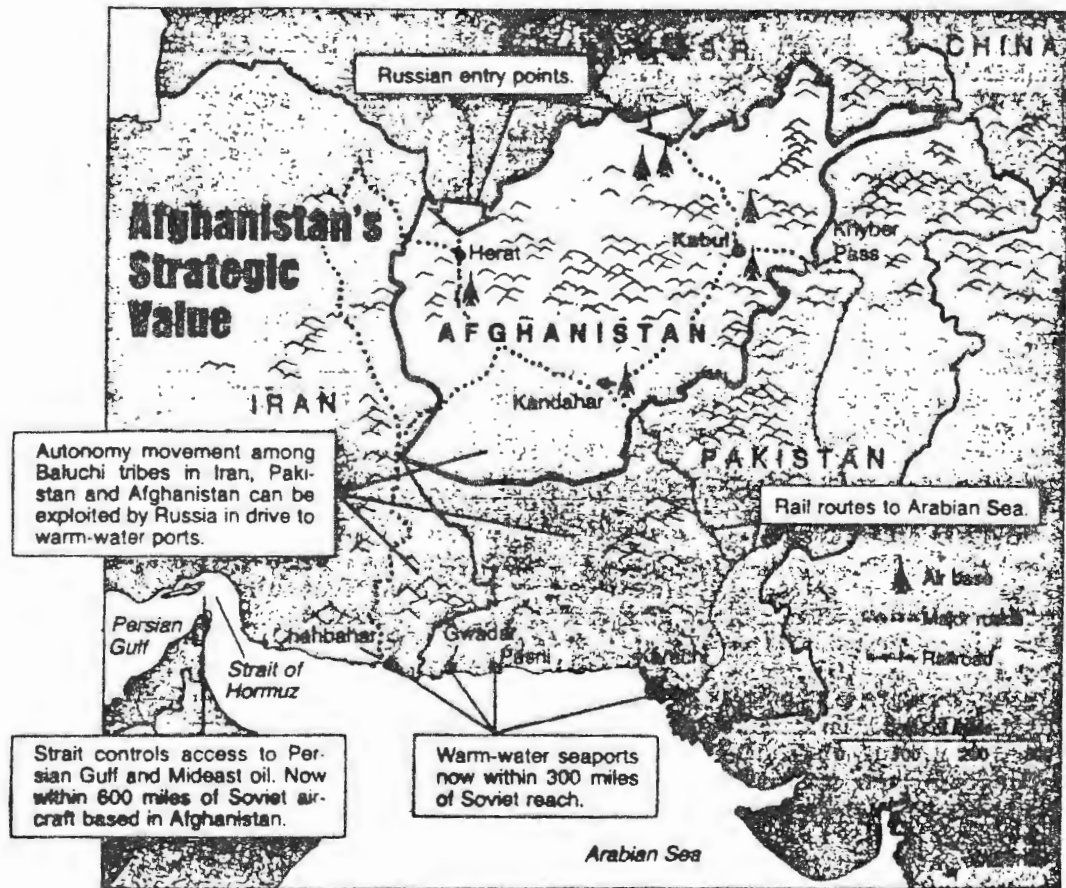 U.S.S.R.
CHINA
Russian entry points.
Afghanistan's
Strategic
Value
Herat
Kabul
Khyber
Pass
AFGHANISTAN
Kandahar
IRAN
PAKISTAN
Autonomy movement among
Baluchi tribes in Iran, Paki-
stan and Afghanistan can be
exploited by Russia in drive to
warm-water ports.
Rail routes to Arabian Sea.
Air base
Major roads
Railroad
Persian
Gulf
Strait of
Hormuz
Chahbahar
Gwadar
Pasni
Karachi
0 100 200
Strait controls access to Per-
sian Gulf and Mideast oil. Now
within 600 miles of Soviet air-
craft based in Afghanistan.
Warm-water seaports
now within 300 miles
of Soviet reach.
Arabian Sea